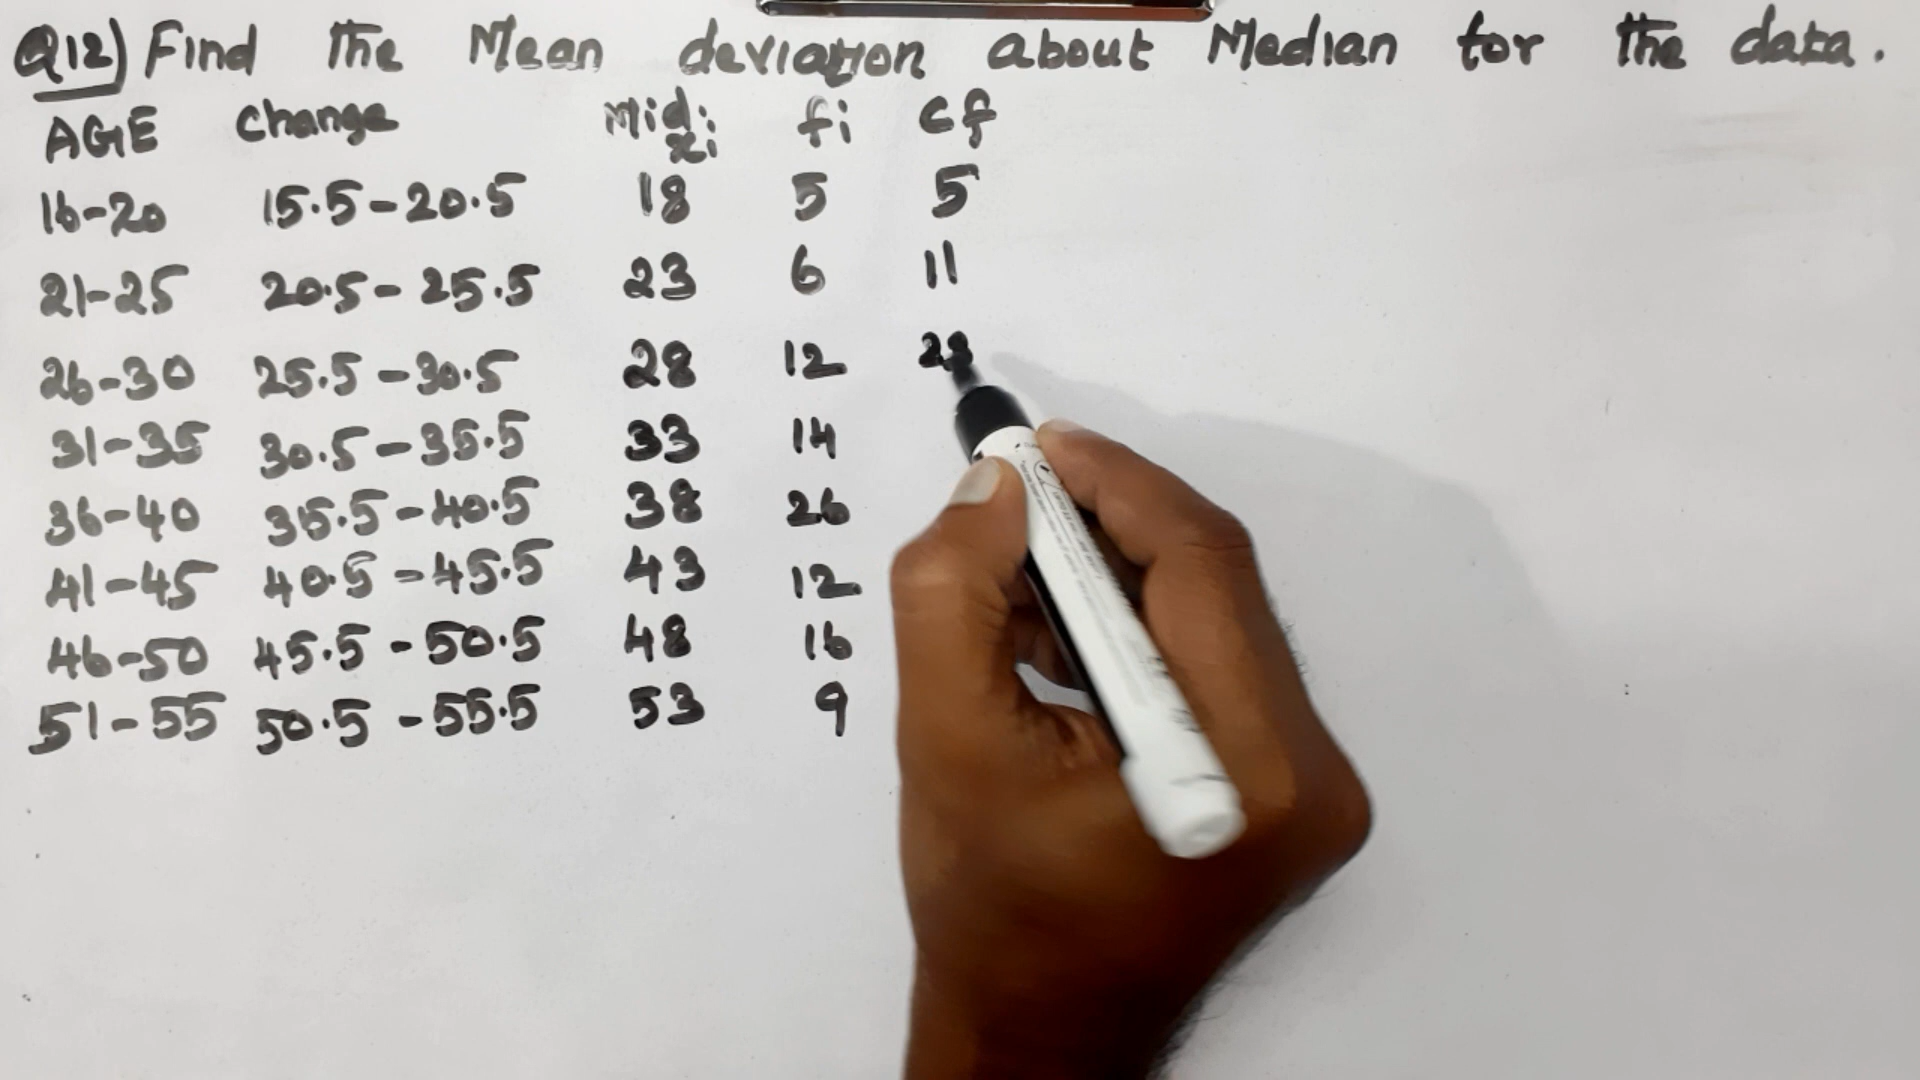 Q12) Find the Mean deviation about Median for the data.
AGE Change Mid: xi fi cf
16-20 15.5-20.5 18 5 5
21-25 20.5-25.5 23 6 11
26-30 25.5-30.5 28 12 23
31-35 30.5-35.5 33 14
36-40 35.5-40.5 38 26
41-45 40.5-45.5 43 12
46-50 45.5-50.5 48 16
51-55 50.5-55.5 53 9